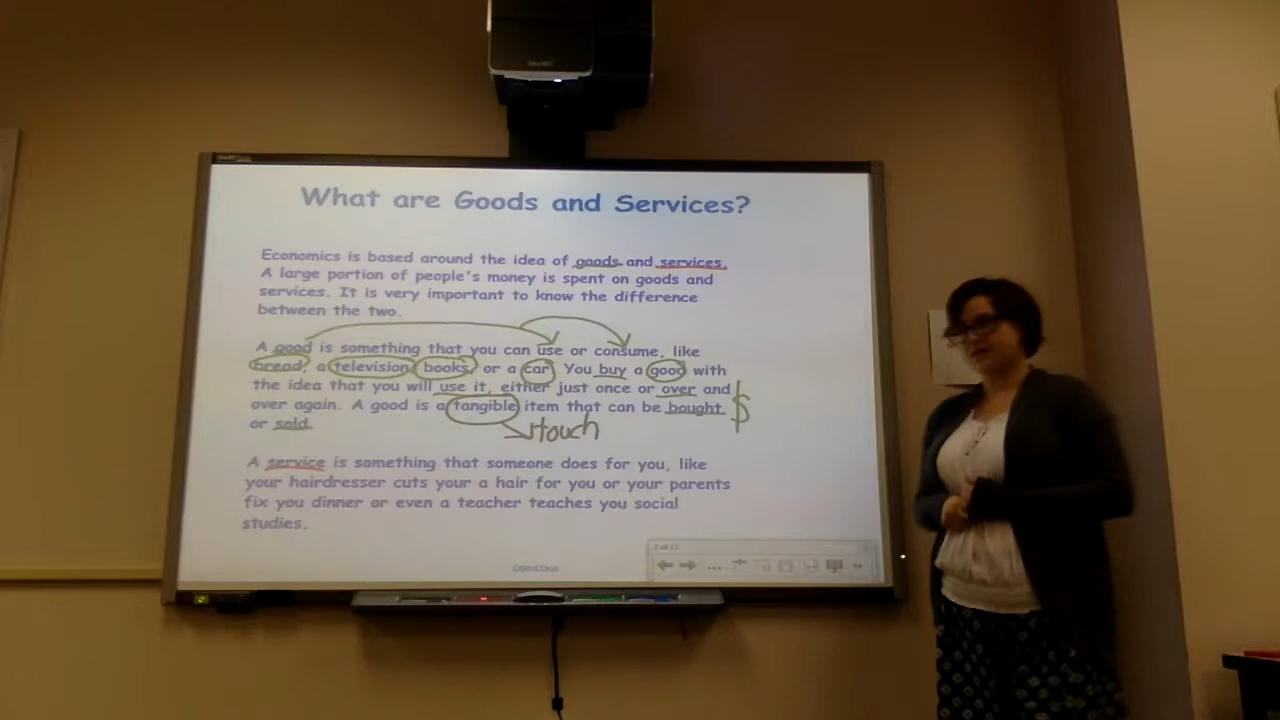 What are Goods and Services?
Economics is based around the idea of goods and services.
A large portion of people's money is spent on goods and
services. It is very important to know the difference
between the two.
A good is something that you can use or consume, like
bread, a television, books, or a car. You buy a good with
the idea that you will use it, either just once or over and
over again. A good is a tangible item that can be bought $
or sold.
touch
A service is something that someone does for you, like
your hairdresser cuts your a hair for you or your parents
fix you dinner or even a teacher teaches you social
studies.